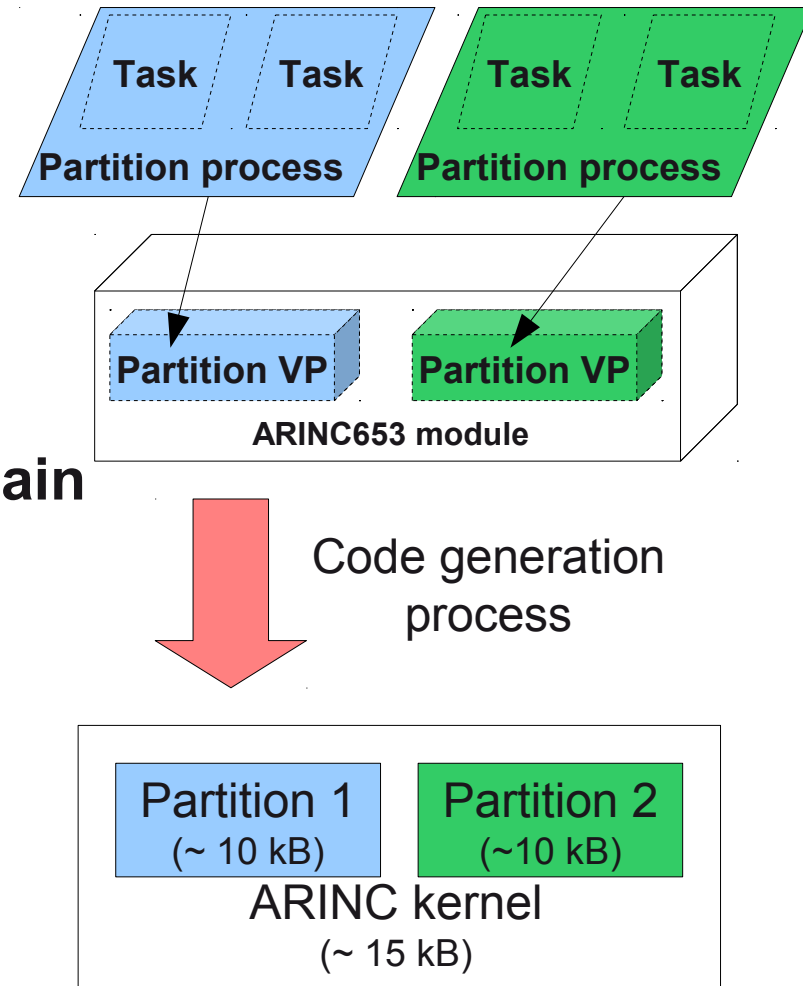 Task Task Task Task
Partition process Partition process
Partition VP Partition VP
ARINC653 module
ain
Code generation
process
Partition 1 Partition 2
(~ 10 kB) (~10 kB)
ARINC kernel
(~ 15 kB)